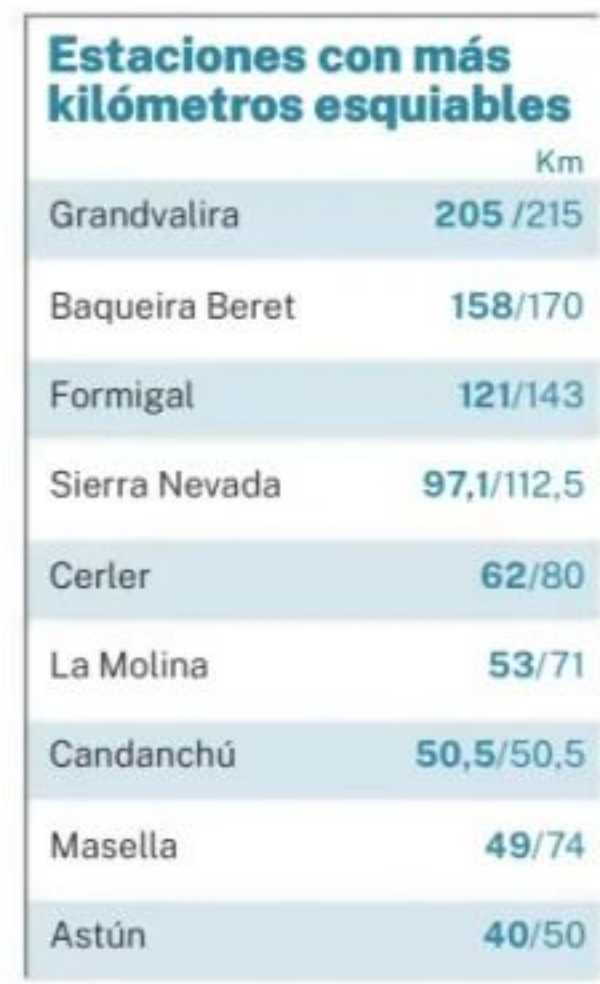 Estaciones con más
kilómetros esquiables
Km
Grandvalira 205 /215
Baqueira Beret 158/170
Formigal 121/143
Sierra Nevada 97,1/112,5
Cerler 62/80
La Molina 53/71
Candanchú 50,5/50,5
Masella 49/74
Astún 40/50